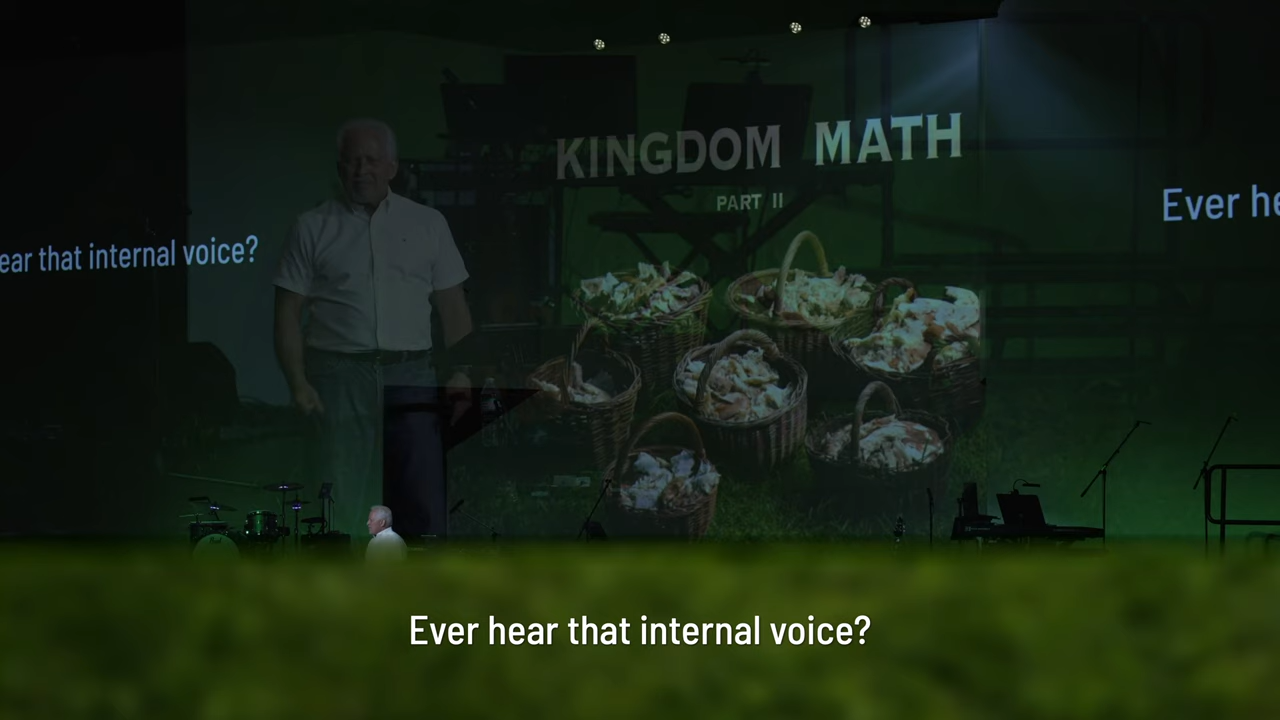 KINGDOM MATH
PART II
ear that internal voice?
Ever he
Ever hear that internal voice?